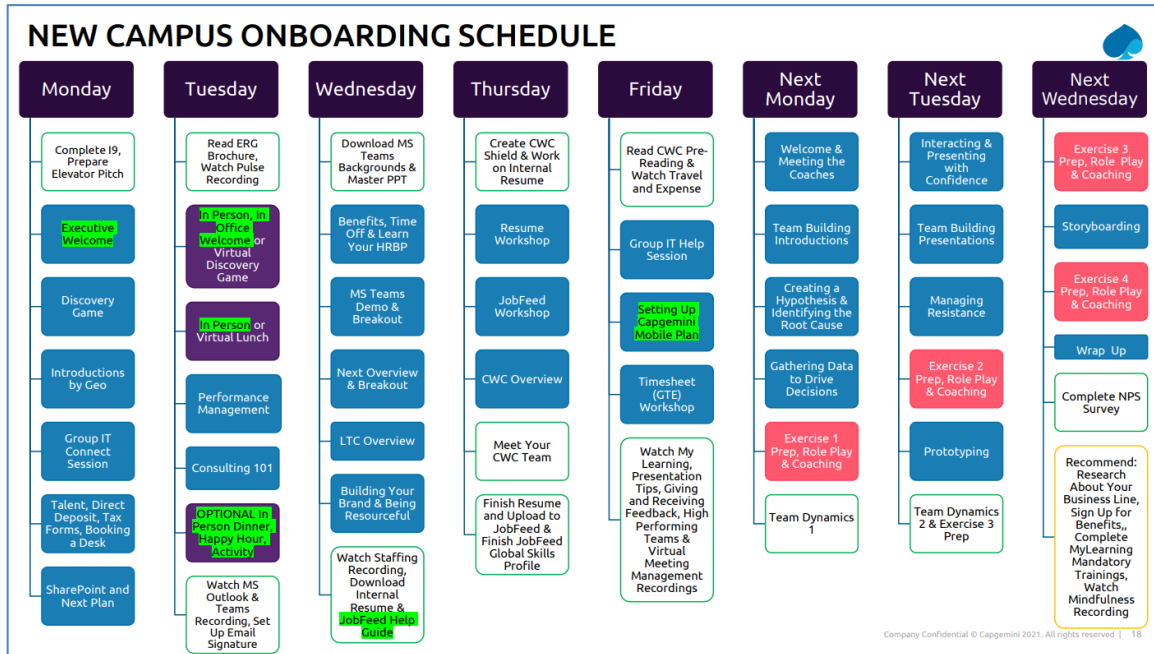 NEW CAMPUS ONBOARDING SCHEDULE
Monday
Complete I9,
Prepare
Elevator Pitch
Executive
Welcome
Discovery
Game
Introductions
by Geo
Group IT
Connect
Session
Talent, Direct
Deposit, Tax
Forms, Booking
a Desk
SharePoint and
Next Plan
Tuesday
Read ERG
Brochure,
Watch Pulse
Recording
In Person, In
Office
Welcome or
Virtual
Discovery
Game
In Person or
Virtual Lunch
Performance
Management
Consulting 101
OPTIONAL In
Person Dinner,
Happy Hour,
Activity
Watch MS
Outlook &
Teams
Recording, Set
Up Email
Signature
Wednesday
Download MS
Teams
Backgrounds &
Master PPT
Benefits, Time
Off & Learn
Your HRBP
MS Teams
Demo &
Breakout
Next Overview
& Breakout
LTC Overview
Building Your
Brand & Being
Resourceful
Watch Staffing
Recording,
Download
Internal
Resume &
JobFeed Help
Guide
Thursday
Create CWC
Shield & Work
on Internal
Resume
Resume
Workshop
JobFeed
Workshop
CWC Overview
Meet Your
CWC Team
Finish Resume
and Upload to
JobFeed &
Finish JobFeed
Global Skills
Profile
Friday
Read CWC Pre-
Reading &
Watch Travel
and Expense
Group IT Help
Session
Setting Up
Capgemini
Mobile Plan
Timesheet
(GTE)
Workshop
Watch My
Learning,
Presentation
Tips, Giving
and Receiving
Feedback, High
Performing
Teams &
Virtual
Meeting
Management
Recordings
Next
Monday
Welcome &
Meeting the
Coaches
Team Building
Introductions
Creating a
Hypothesis &
Identifying the
Root Cause
Gathering Data
to Drive
Decisions
Exercise 1
Prep, Role Play
& Coaching
Team Dynamics
1
Next
Tuesday
Interacting &
Presenting
with
Confidence
Team Building
Presentations
Managing
Resistance
Exercise 2
Prep, Role Play
& Coaching
Prototyping
Team Dynamics
2 & Exercise 3
Prep
Next
Wednesday
Exercise 3
Prep, Role Play
& Coaching
Storyboarding
Exercise 4
Prep, Role Play
& Coaching
Wrap Up
Complete NPS
Survey
Recommend:
Research
About Your
Business Line,
Sign Up for
Benefits,,
Complete
MyLearning
Mandatory
Trainings,
Watch
Mindfulness
Recording
Company Confidential © Capgemini 2021. All rights reserved | 18